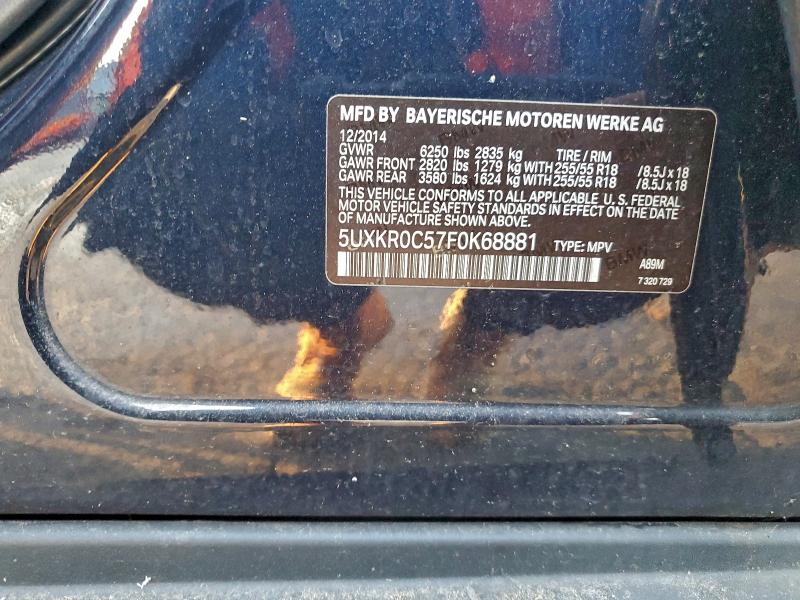 MFD BY BAYERISCHE MOTOREN WERKE AG
12/2014
GVWR 6250 lbs 2835 kg TIRE / RIM
GAWR FRONT 2820 lbs 1279 kg WITH 255/55 R18 /8.5J x 18
GAWR REAR 3580 lbs 1624 kg WITH 255/55 R18 /8.5J x 18
THIS VEHICLE CONFORMS TO ALL APPLICABLE U.S. FEDERAL
MOTOR VEHICLE SAFETY STANDARDS IN EFFECT ON THE DATE
OF MANUFACTURE SHOWN ABOVE.
5UXKR0C57F0K68881 TYPE: MPV
A89M
7 320 729